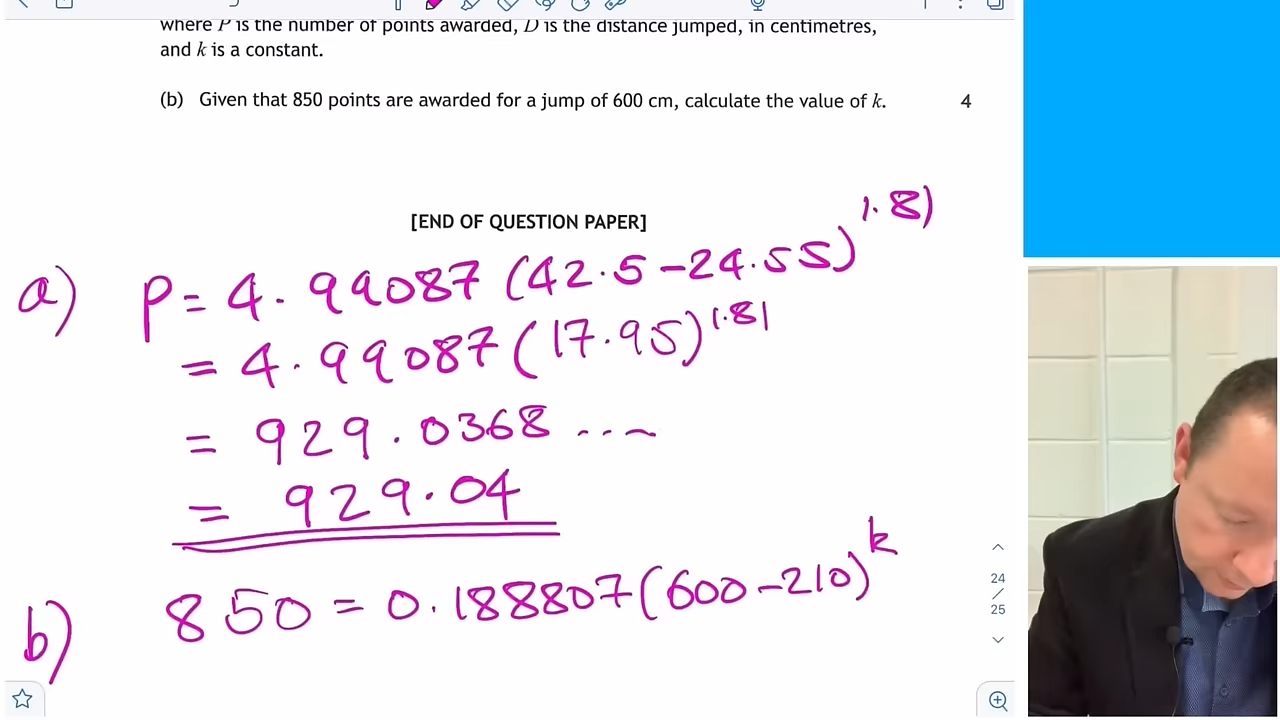 where P is the number of points awarded, D is the distance jumped, in centimetres,
and k is a constant.
(b) Given that 850 points are awarded for a jump of 600 cm, calculate the value of k. 4
[END OF QUESTION PAPER]
a) P = 4.99087 (42.5-24.55)^1.81
= 4.99087 (17.95)^1.81
= 929.0368 ...
= 929.04
b) 850 = 0.188807 (600-210)^k
24
/
25